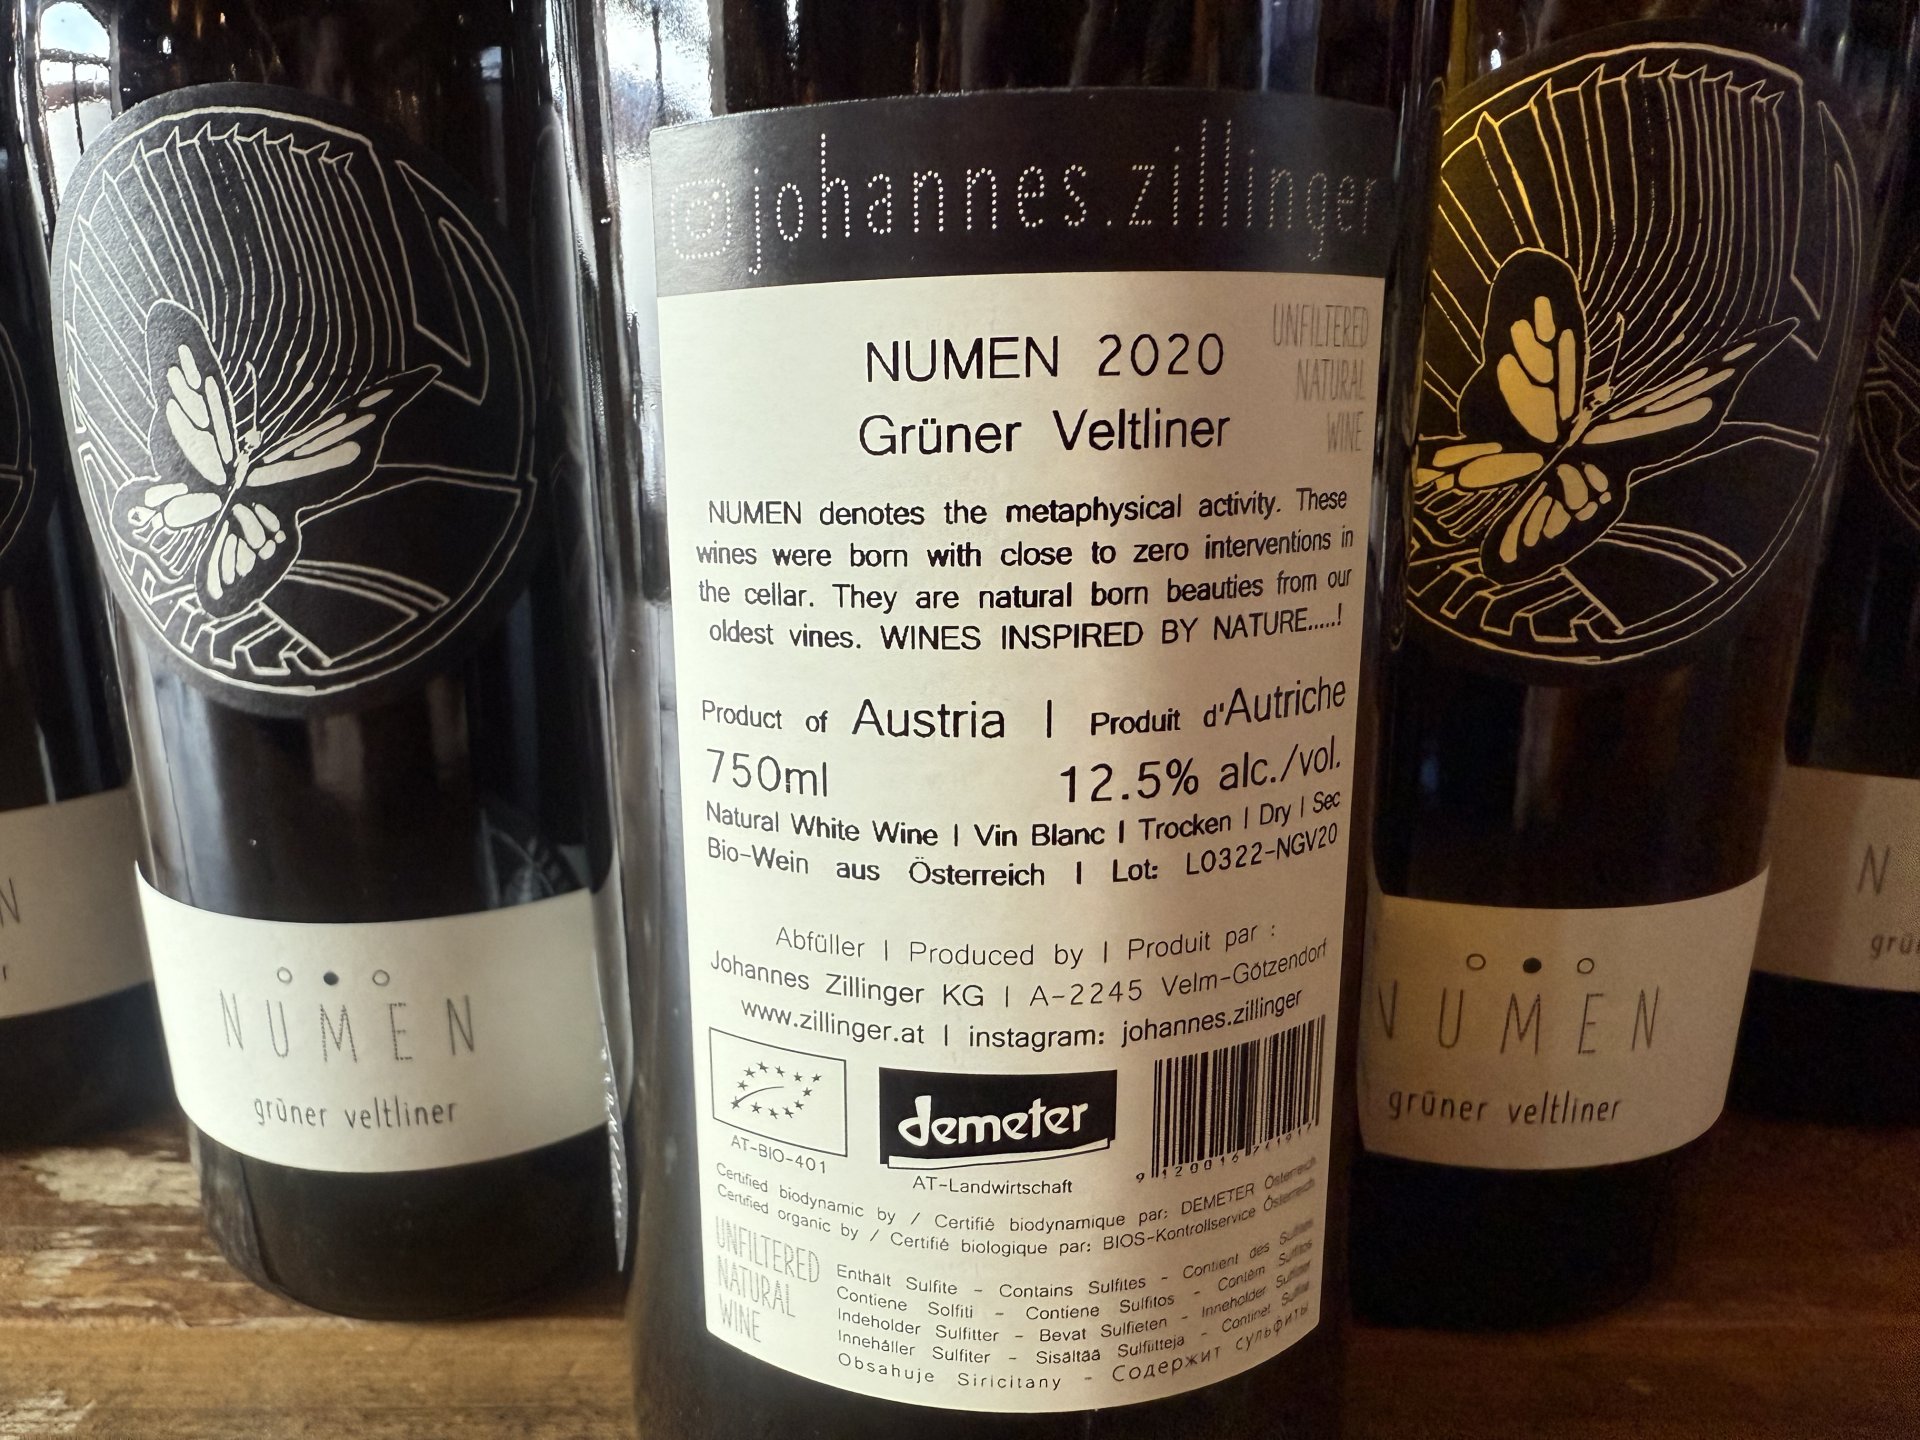 johannes.zillinger
UNFILTERED
NATURAL
WINE
NUMEN 2020
Grüner Veltliner
NUMEN denotes the metaphysical activity. These
wines were born with close to zero interventions in
the cellar. They are natural born beauties from our
oldest vines. WINES INSPIRED BY NATURE.....!
Product of Austria | Produit d'Autriche
750ml 12.5% alc./vol.
Natural White Wine | Vin Blanc | Trocken | Dry | Sec
Bio-Wein aus Österreich | Lot: L0322-NGV20
Abfüller | Produced by | Produit par :
Johannes Zillinger KG | A-2245 Velm-Götzendorf
www.zillinger.at | instagram: johannes.zillinger
AT-BIO-401
demeter
AT-Landwirtschaft
Certified biodynamic by / Certifié biodynamique par: DEMETER Österreich
Certified organic by / Certifié biologique par: BIOS-Kontrollservice Österreich
UNFILTERED
NATURAL
WINE
Enthält Sulfite - Contains Sulfites - Contient des Sulfites
Contiene Solfiti - Contiene Sulfitos - Contém Sulfitos
Indeholder Sulfitter - Bevat Sulfieten - Inneholder
Innehåller Sulfiter - Sisältää Sulfiitteja - Continet
Obsahuje Siricitany - Содержит сульфиты
NUMEN
grüner veltliner
NUMEN
grüner veltliner
N
N
grü